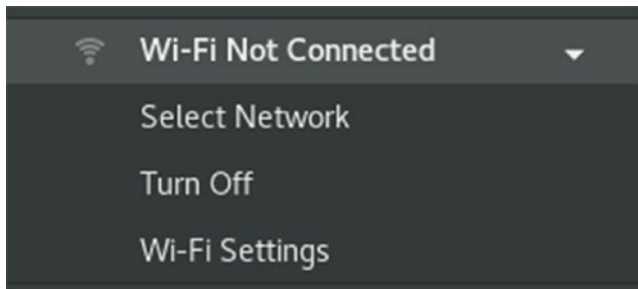 Wi-Fi Not Connected
Select Network
Turn Off
Wi-Fi Settings